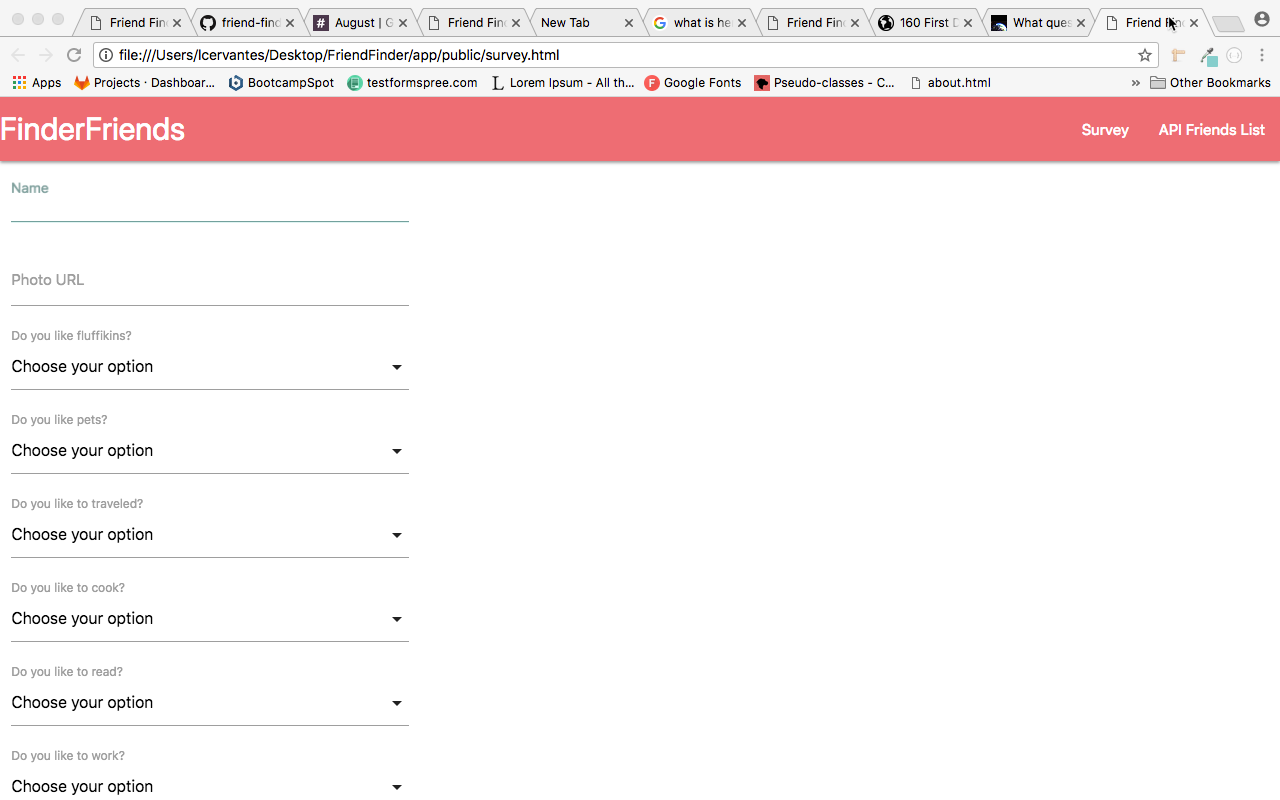 Friend Fin
friend-find
# August | G
Friend Fin
New Tab
what is he
Friend Fin
160 First D
What ques
Friend Fin
file:///Users/lcervantes/Desktop/FriendFinder/app/public/survey.html
Apps
Projects · Dashboar...
BootcampSpot
testformspree.com
L Lorem Ipsum - All th...
F Google Fonts
Pseudo-classes - C...
about.html
» Other Bookmarks
FinderFriends
Survey
API Friends List
Name
Photo URL
Do you like fluffikins?
Choose your option
Do you like pets?
Choose your option
Do you like to traveled?
Choose your option
Do you like to cook?
Choose your option
Do you like to read?
Choose your option
Do you like to work?
Choose your option